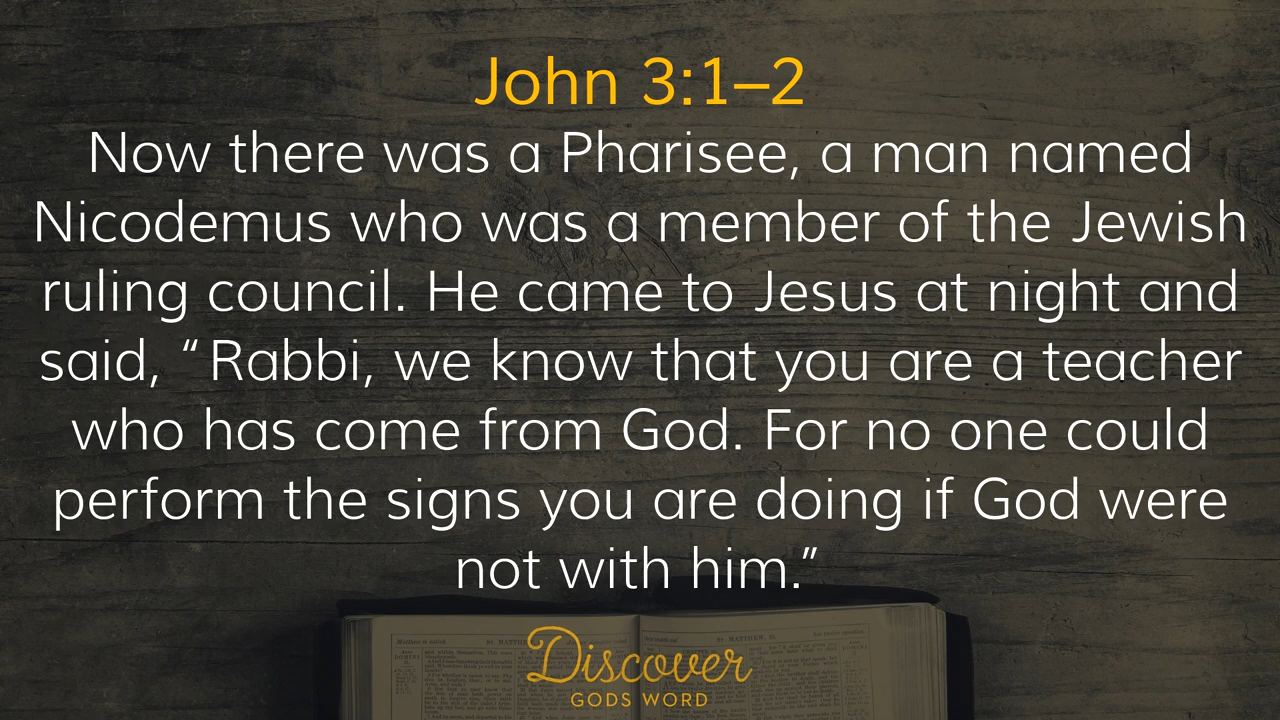 John 3:1–2
Now there was a Pharisee, a man named
Nicodemus who was a member of the Jewish
ruling council. He came to Jesus at night and
said, “Rabbi, we know that you are a teacher
who has come from God. For no one could
perform the signs you are doing if God were
not with him.”
Discover
GODS WORD